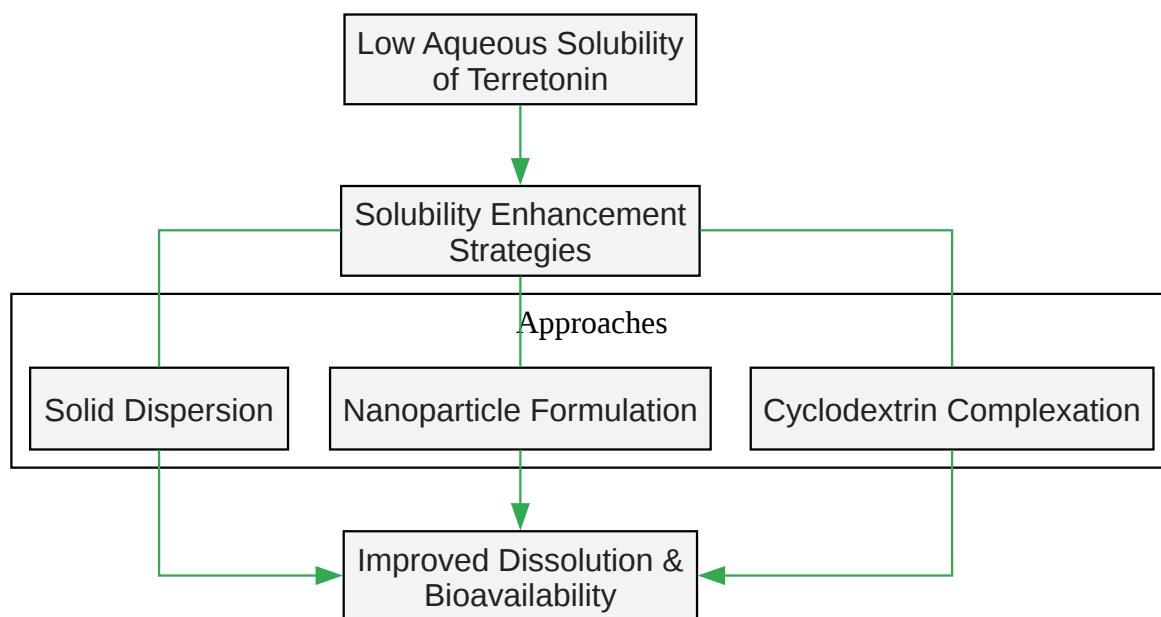 Low Aqueous Solubility
of Terretonin
Solubility Enhancement
Strategies
Approaches
Solid Dispersion
Nanoparticle Formulation
Cyclodextrin Complexation
Improved Dissolution &
Bioavailability